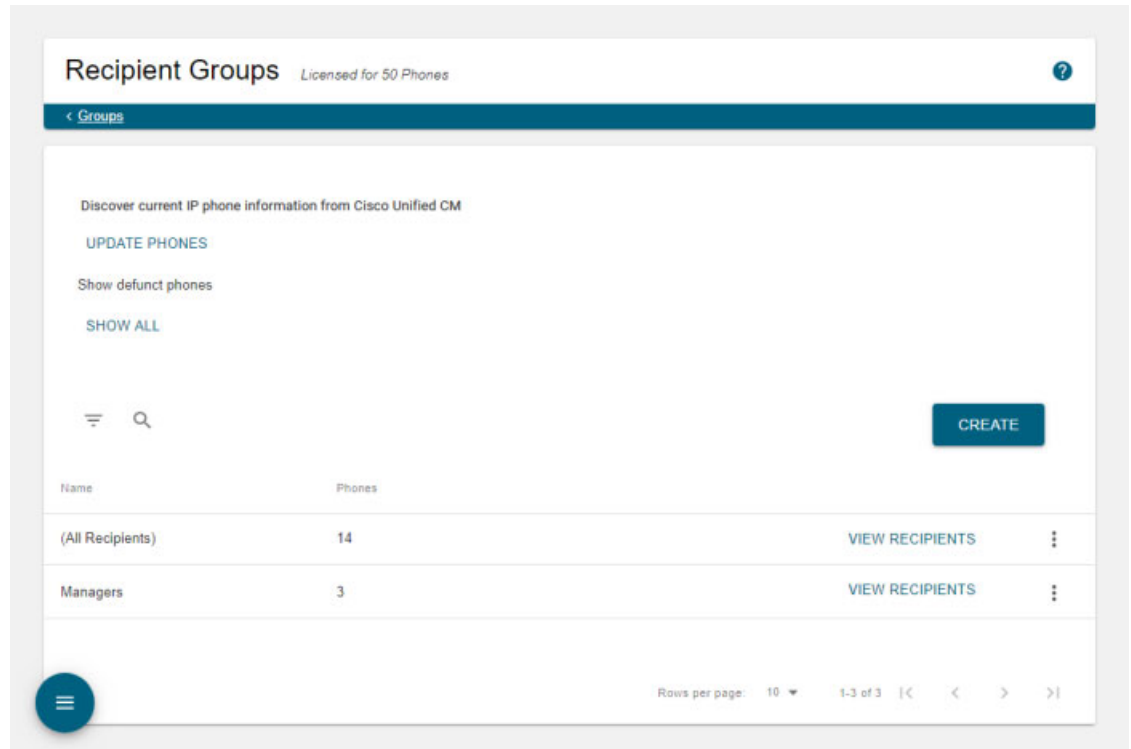 Recipient Groups Licensed for 50 Phones ?
< Groups
Discover current IP phone information from Cisco Unified CM
UPDATE PHONES
Show defunct phones
SHOW ALL
CREATE
Name Phones
(All Recipients) 14 VIEW RECIPIENTS
Managers 3 VIEW RECIPIENTS
Rows per page: 10 1-3 of 3